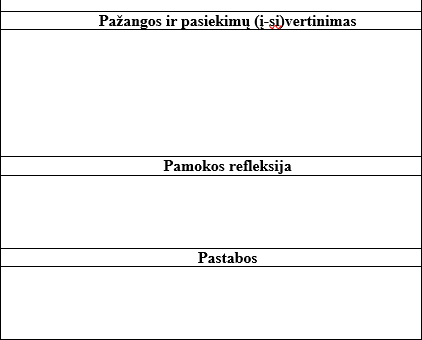 Pažangos ir pasiekimų (į-si)vertinimas
Pamokos refleksija
Pastabos